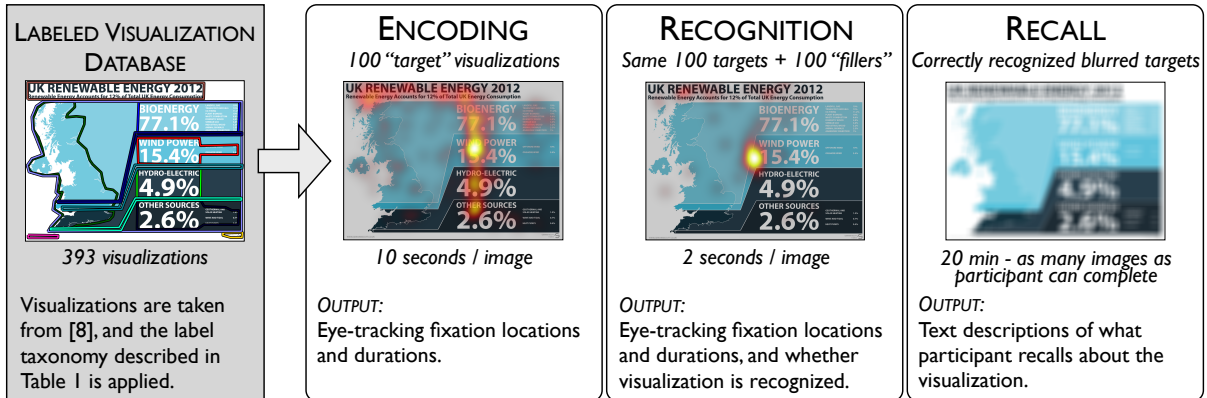 LABELED VISUALIZATION
DATABASE
UK RENEWABLE ENERGY 2012
Renewable Energy Accounts for 12% of Total UK Energy Consumption
BIOENERGY
77.1%
WIND POWER
15.4%
HYDRO-ELECTRIC
4.9%
OTHER SOURCES
2.6%
393 visualizations
Visualizations are taken
from [8], and the label
taxonomy described in
Table 1 is applied.
ENCODING
100 “target” visualizations
UK RENEWABLE ENERGY 2012
Renewable Energy Accounts for 12% of Total UK Energy Consumption
BIOENERGY
77.1%
WIND POWER
15.4%
HYDRO-ELECTRIC
4.9%
OTHER SOURCES
2.6%
10 seconds / image
OUTPUT:
Eye-tracking fixation locations
and durations.
RECOGNITION
Same 100 targets + 100 “fillers”
UK RENEWABLE ENERGY 2012
Renewable Energy Accounts for 12% of Total UK Energy Consumption
BIOENERGY
77.1%
WIND POWER
15.4%
HYDRO-ELECTRIC
4.9%
OTHER SOURCES
2.6%
2 seconds / image
OUTPUT:
Eye-tracking fixation locations
and durations, and whether
visualization is recognized.
RECALL
Correctly recognized blurred targets
20 min - as many images as
participant can complete
OUTPUT:
Text descriptions of what
participant recalls about the
visualization.